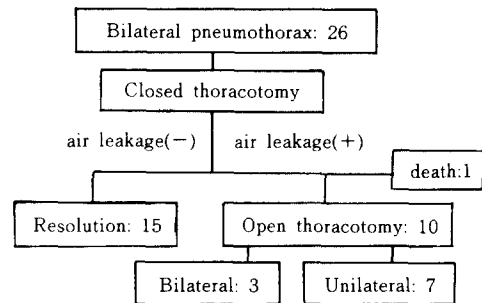 Bilateral pneumothorax: 26
Closed thoracotomy
air leakage(−) air leakage(+)
death:1
Resolution: 15 Open thoracotomy: 10
Bilateral: 3 Unilateral: 7